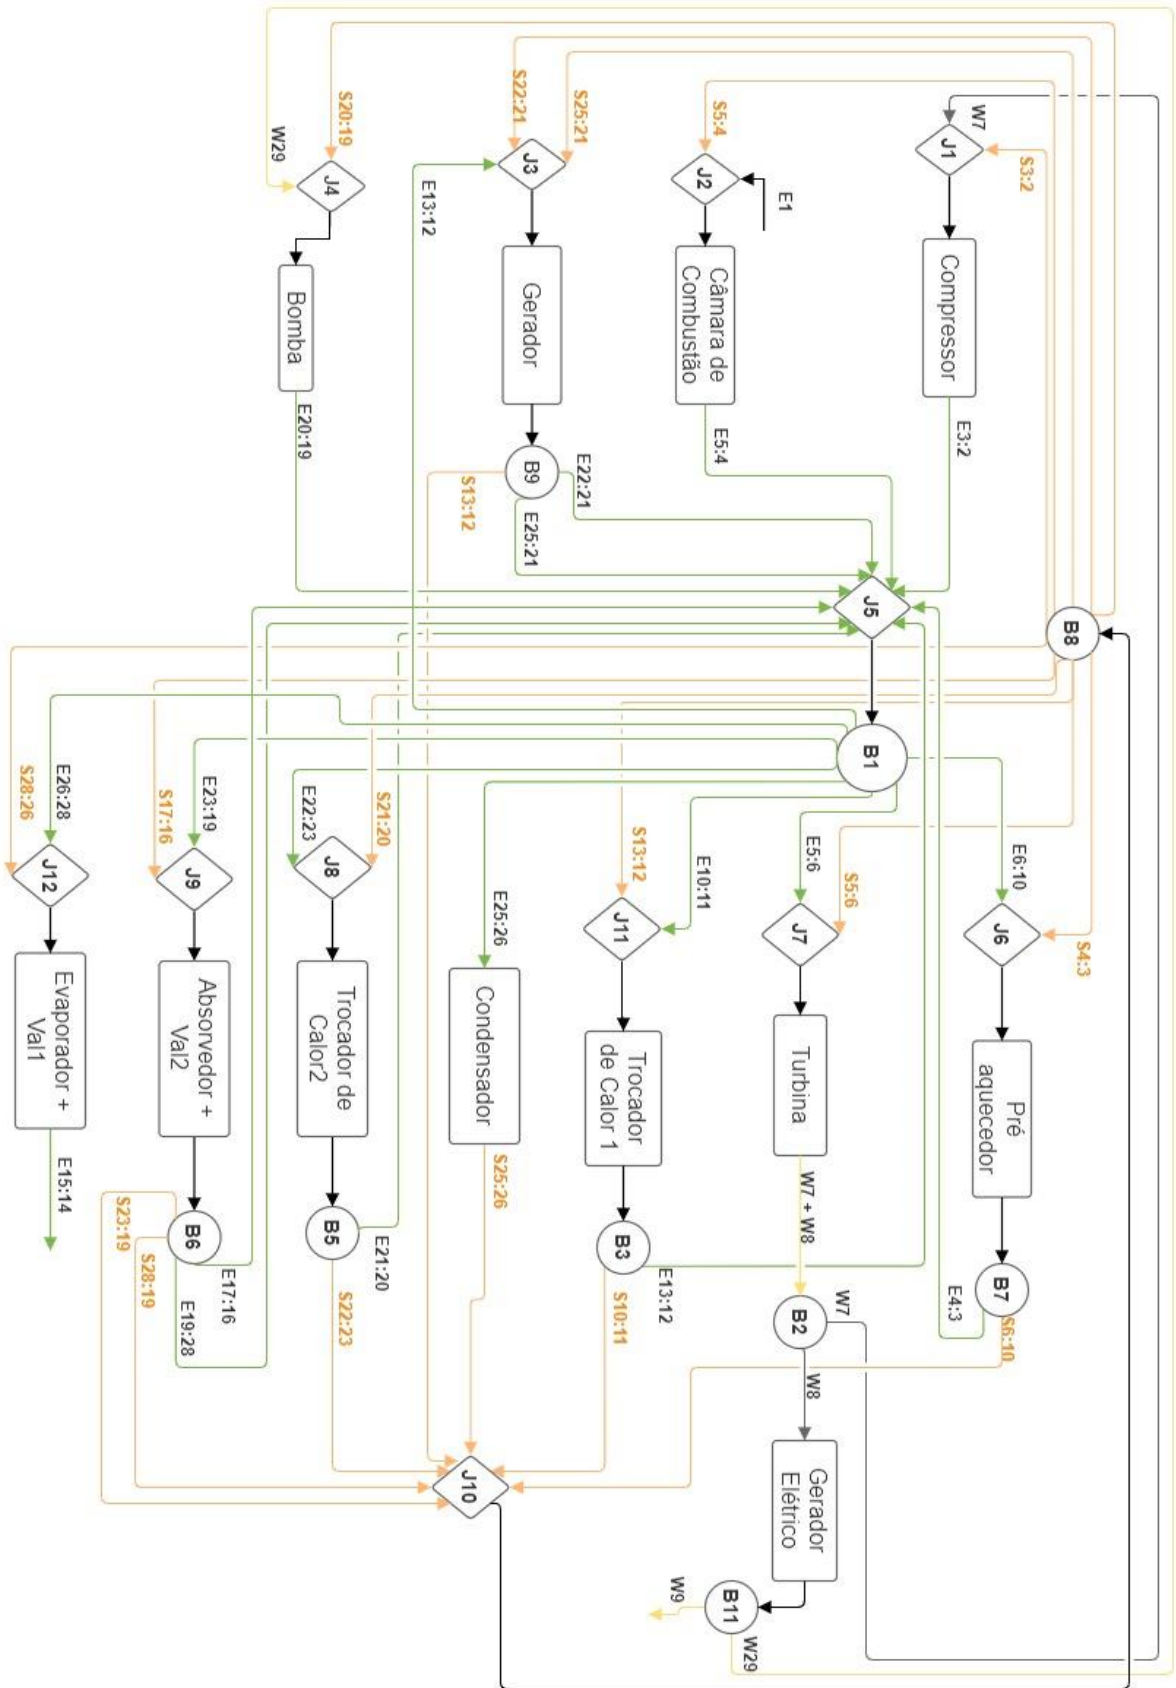 W7
S3:2
J1
Compressor
E3:2
E1
S5:4
J2
Câmara de
Combustão
E5:4
S25:21
S22:21
E13:12
J3
Gerador
B9
E22:21
E25:21
S13:12
S20:19
W29
J4
Bomba
E20:19
J5
B8
B1
E6:10
S4:3
J6
Pré
aquecedor
B7
S6:10
E4:3
E5:6
S5:6
J7
Turbina
W7 + W8
B2
W7
W8
Gerador
Elétrico
B11
W9
W29
E10:11
S13:12
J11
Trocador
de Calor 1
B3
E13:12
S10:11
E25:26
Condensador
S25:26
S21:20
E22:23
J8
Trocador de
Calor2
B5
E21:20
S22:23
E23:19
S17:16
J9
Absorvedor +
Val2
B6
E17:16
E19:28
S28:19
S23:19
E26:28
S28:26
J12
Evaporador +
Val1
E15:14
J10